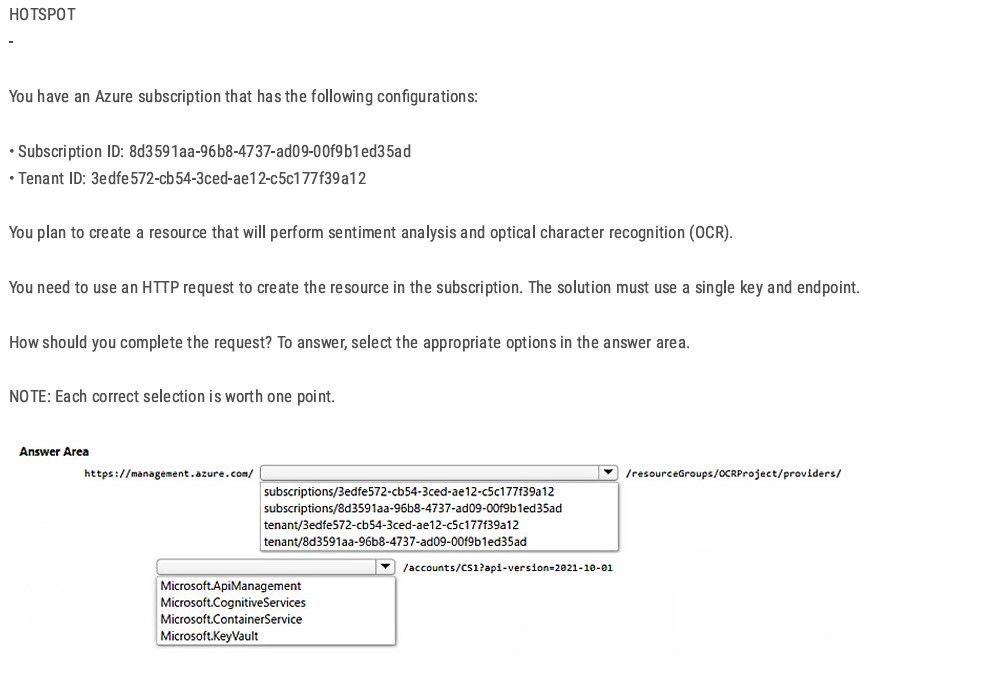 HOTSPOT
-
You have an Azure subscription that has the following configurations:
• Subscription ID: 8d3591aa-96b8-4737-ad09-00f9b1ed35ad
• Tenant ID: 3edfe572-cb54-3ced-ae12-c5c177f39a12
You plan to create a resource that will perform sentiment analysis and optical character recognition (OCR).
You need to use an HTTP request to create the resource in the subscription. The solution must use a single key and endpoint.
How should you complete the request? To answer, select the appropriate options in the answer area.
NOTE: Each correct selection is worth one point.
Answer Area
https://management.azure.com/ /resourceGroups/OCRProject/providers/
subscriptions/3edfe572-cb54-3ced-ae12-c5c177f39a12
subscriptions/8d3591aa-96b8-4737-ad09-00f9b1ed35ad
tenant/3edfe572-cb54-3ced-ae12-c5c177f39a12
tenant/8d3591aa-96b8-4737-ad09-00f9b1ed35ad
/accounts/CS1?api-version=2021-10-01
Microsoft.ApiManagement
Microsoft.CognitiveServices
Microsoft.ContainerService
Microsoft.KeyVault